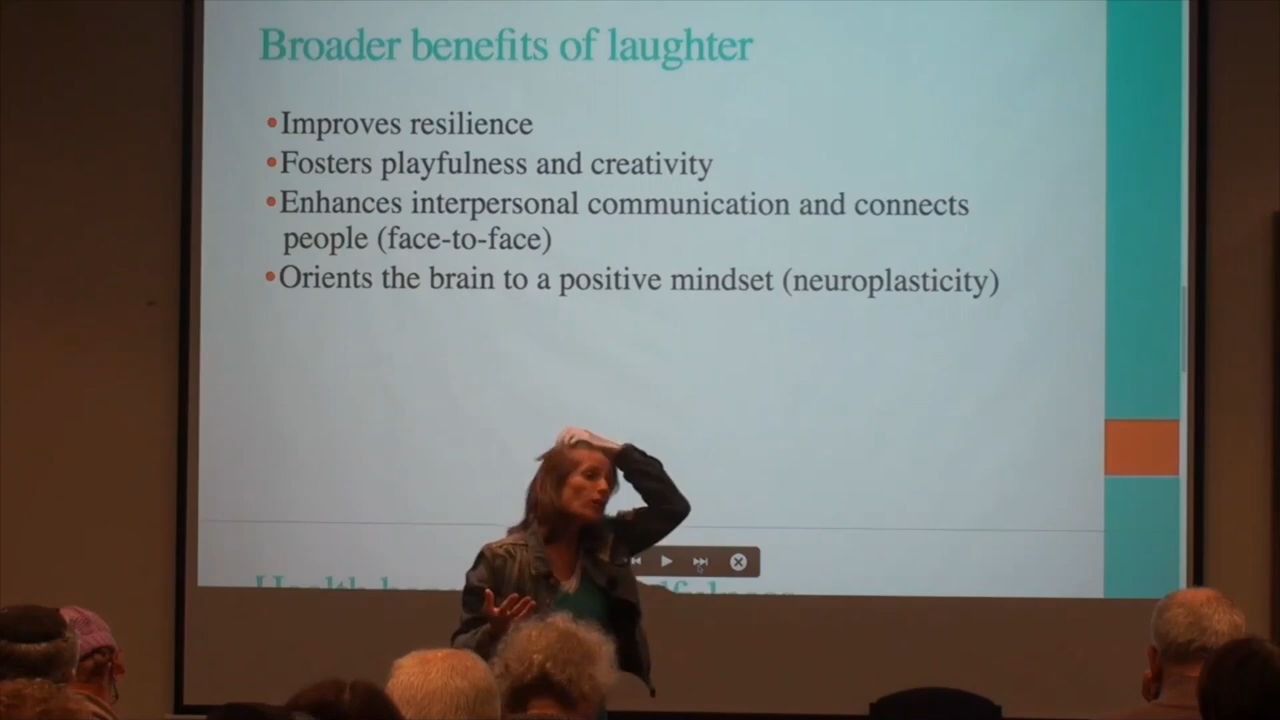 Broader benefits of laughter
•Improves resilience
•Fosters playfulness and creativity
•Enhances interpersonal communication and connects
people (face-to-face)
•Orients the brain to a positive mindset (neuroplasticity)
Health